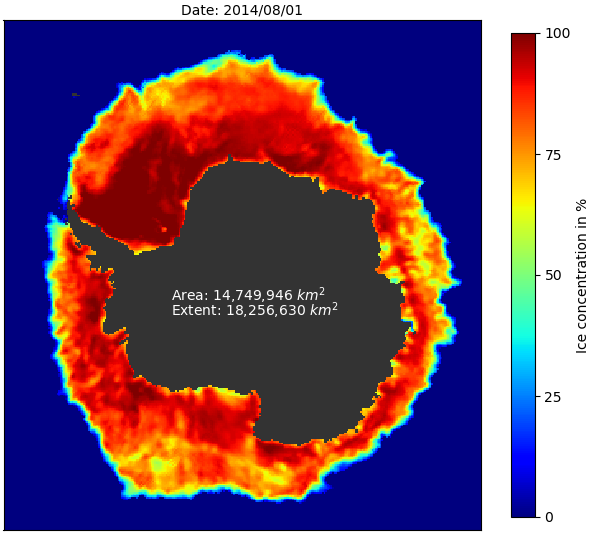 Date: 2014/08/01
Area: 14,749,946 km²
Extent: 18,256,630 km²
100
75
50
25
0
Ice concentration in %